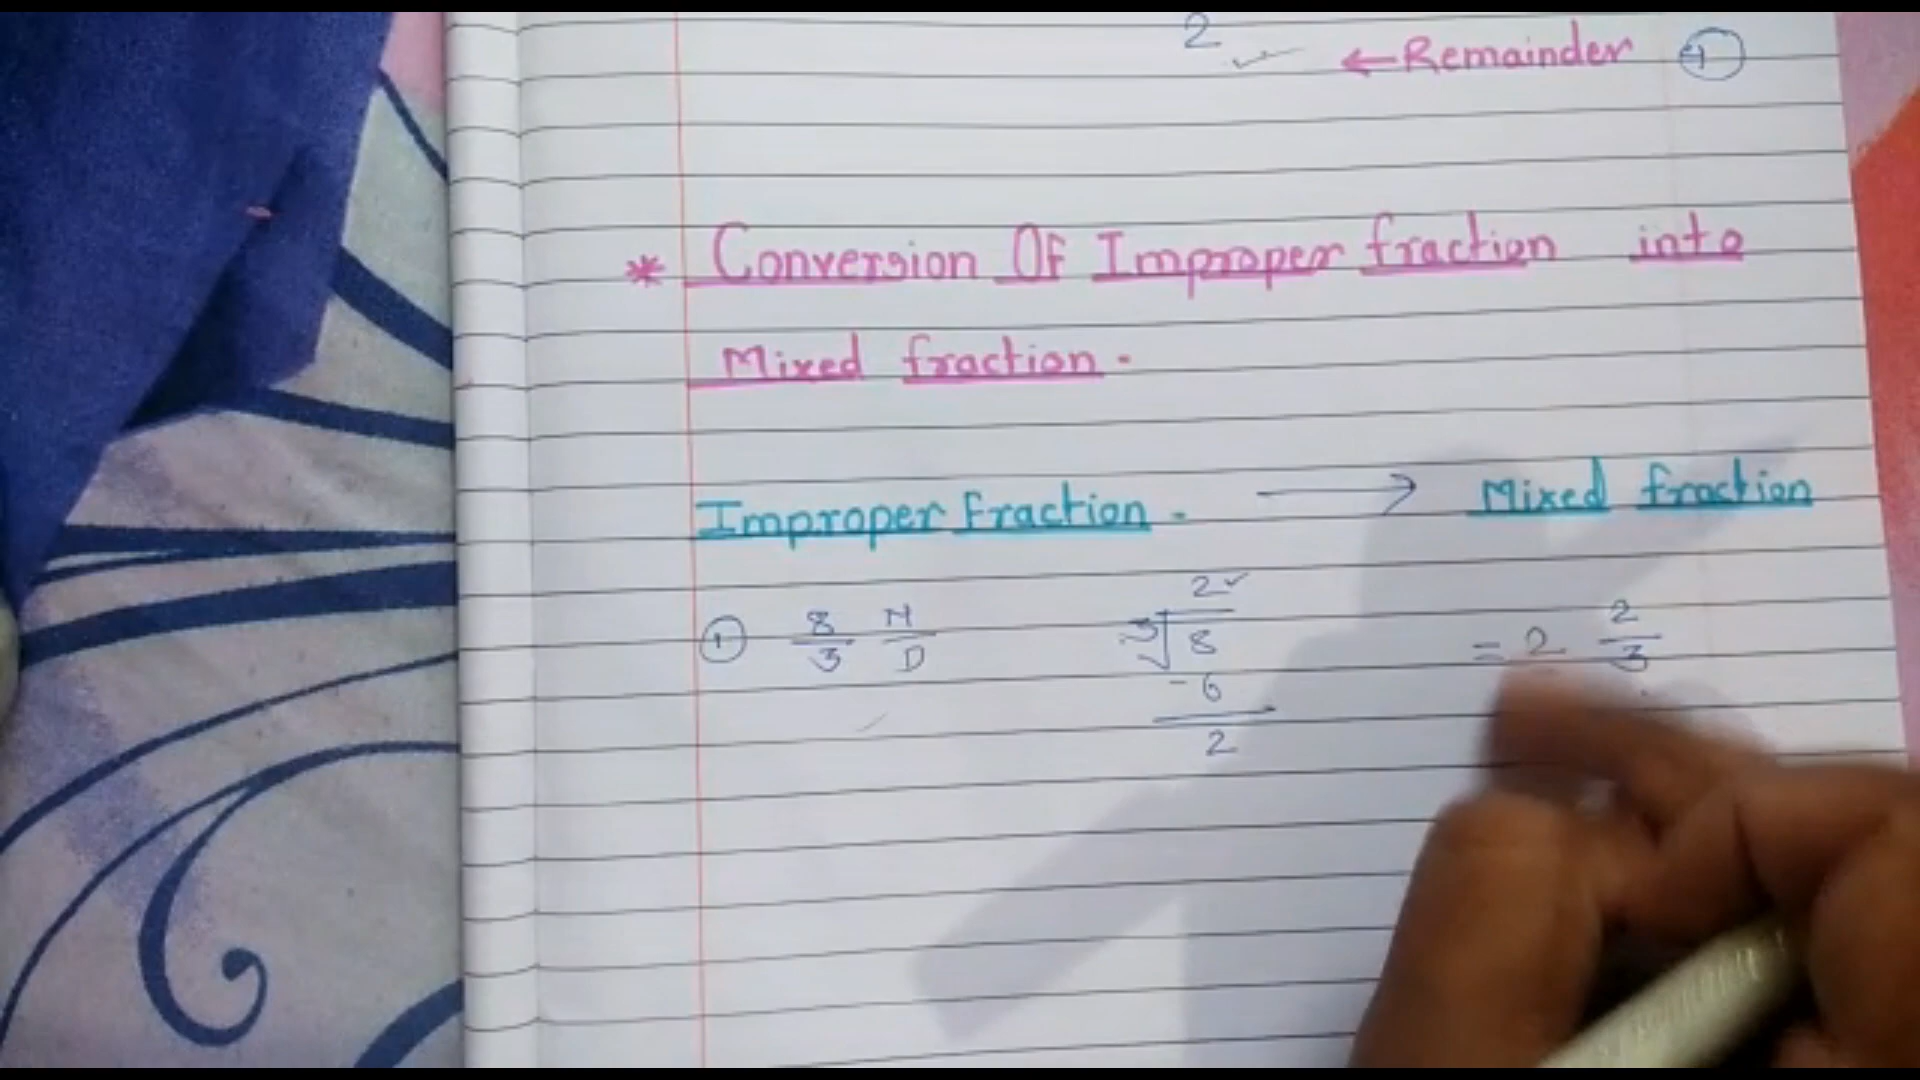 2
← Remainder ④
* Conversion Of Improper fraction into
Mixed fraction.
Improper Fraction. → Mixed fraction
① 8/3 N/D
2✓
3√8
-6
2
= 2 2/3